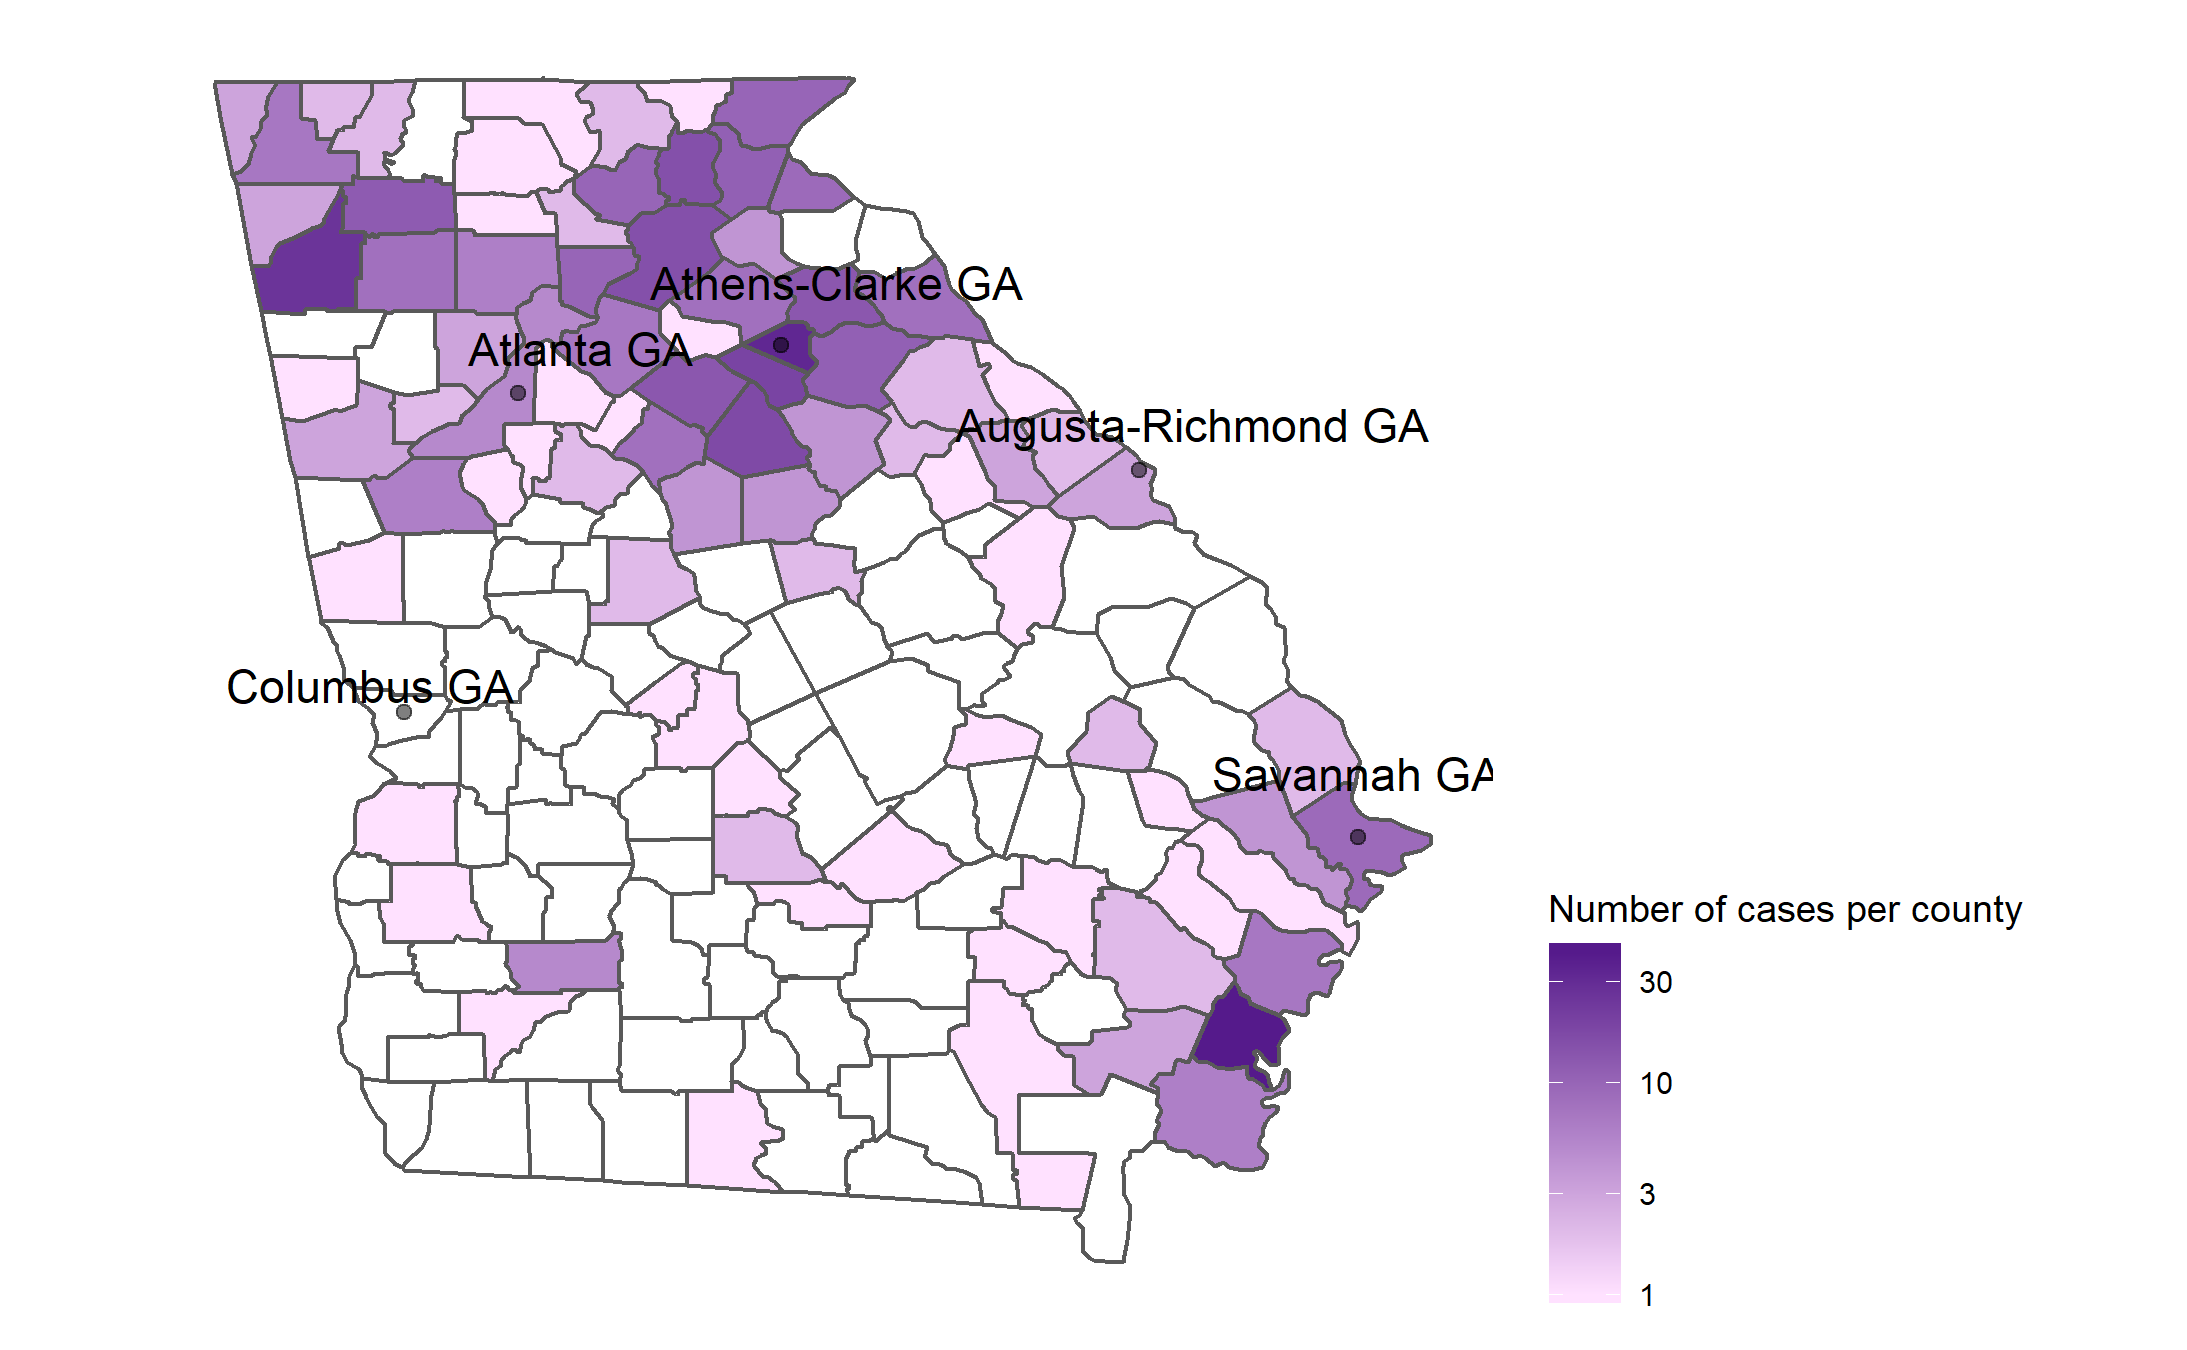 Athens-Clarke GA
Atlanta GA
Augusta-Richmond GA
Columbus GA
Savannah GA
Number of cases per county
30
10
3
1